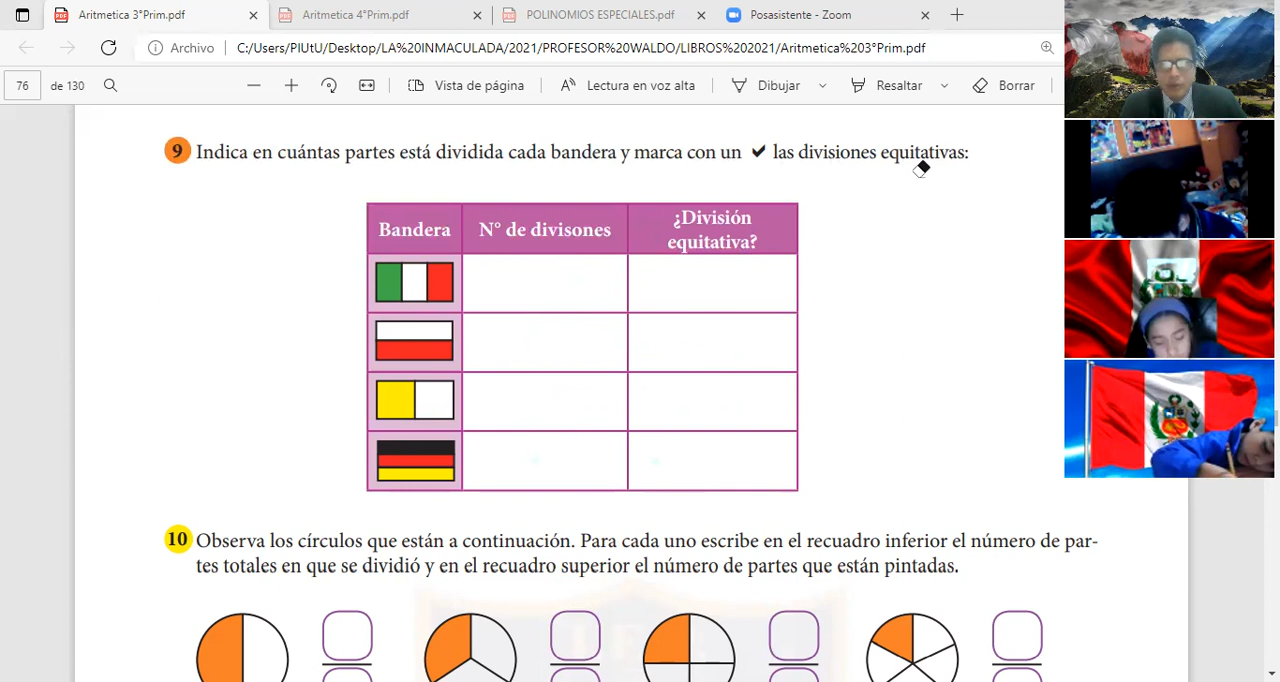 Aritmetica 3°Prim.pdf
Aritmetica 4°Prim.pdf
POLINOMIOS ESPECIALES.pdf
Posasistente - Zoom
Archivo
C:/Users/PIUtU/Desktop/LA%20INMACULADA/2021/PROFESOR%20WALDO/LIBROS%202021/Aritmetica%203°Prim.pdf
76 de 130
Vista de página
Lectura en voz alta
Dibujar
Resaltar
Borrar
9 Indica en cuántas partes está dividida cada bandera y marca con un ✔ las divisiones equitativas:
Bandera
N° de divisones
¿División
equitativa?
10 Observa los círculos que están a continuación. Para cada uno escribe en el recuadro inferior el número de par-
tes totales en que se dividió y en el recuadro superior el número de partes que están pintadas.